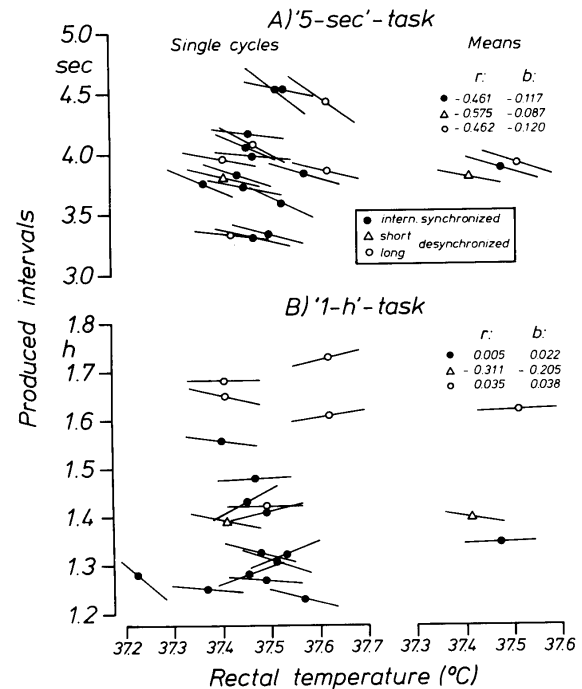 A) '5-sec'-task
Single cycles
Means
5.0
sec
4.5
4.0
3.5
3.0
r: b:
● -0.461 -0.117
△ -0.575 -0.087
○ -0.462 -0.120
● intern. synchronized
△ short
○ long
desynchronized
Produced intervals
B) '1-h'-task
1.8
h
1.7
1.6
1.5
1.4
1.3
1.2
r: b:
● 0.005 0.022
△ -0.311 -0.205
○ 0.035 0.038
37.2 37.3 37.4 37.5 37.6 37.7
37.3 37.4 37.5 37.6
Rectal temperature (°C)